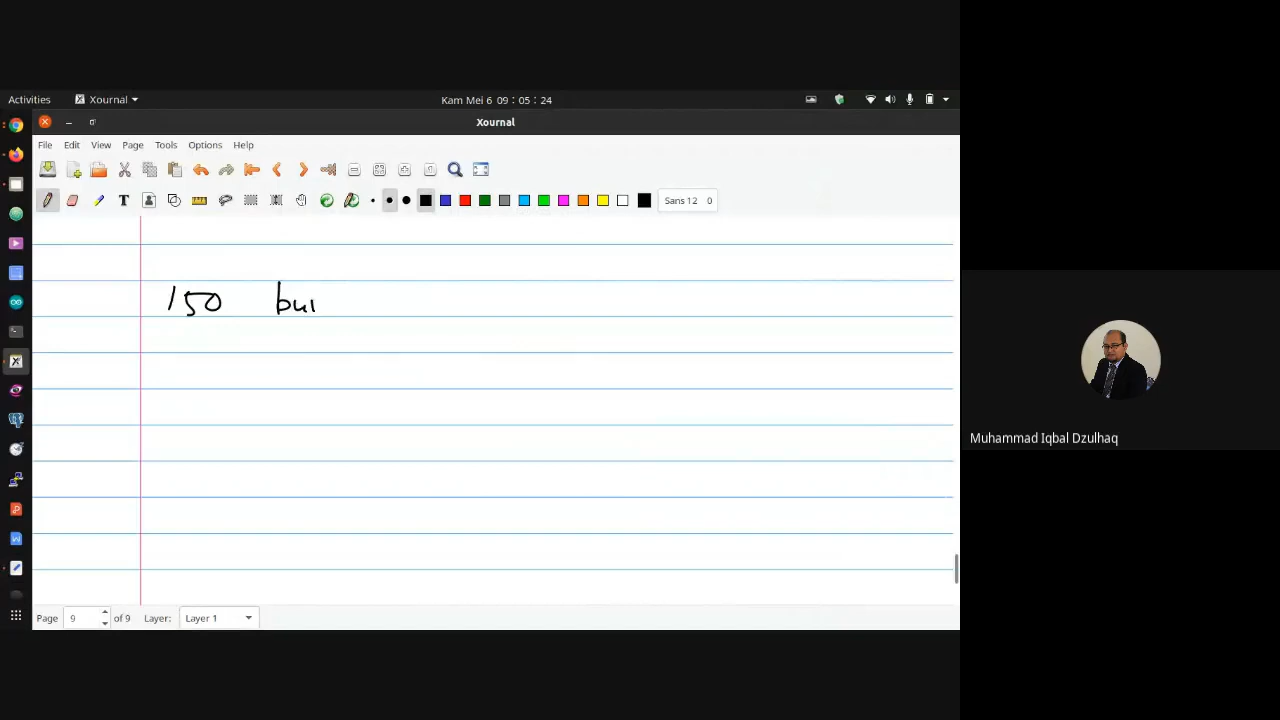 Activities Xournal Kam Mei 6 09 : 05 : 24
Xournal
File Edit View Page Tools Options Help
Sans 12 0
150 bui
Muhammad Iqbal Dzulhaq
Page 9 of 9 Layer: Layer 1